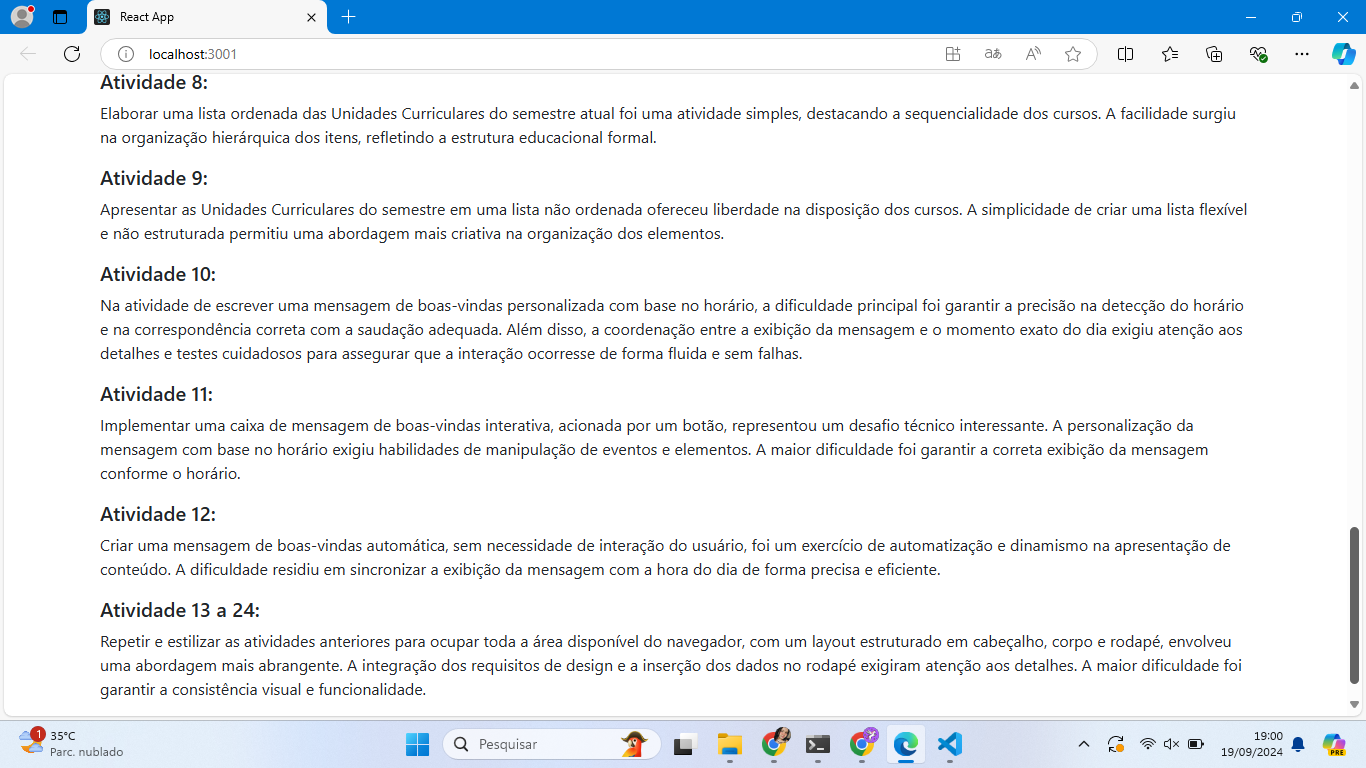 React App
localhost:3001
Atividade 8:
Elaborar uma lista ordenada das Unidades Curriculares do semestre atual foi uma atividade simples, destacando a sequencialidade dos cursos. A facilidade surgiu
na organização hierárquica dos itens, refletindo a estrutura educacional formal.
Atividade 9:
Apresentar as Unidades Curriculares do semestre em uma lista não ordenada ofereceu liberdade na disposição dos cursos. A simplicidade de criar uma lista flexível
e não estruturada permitiu uma abordagem mais criativa na organização dos elementos.
Atividade 10:
Na atividade de escrever uma mensagem de boas-vindas personalizada com base no horário, a dificuldade principal foi garantir a precisão na detecção do horário
e na correspondência correta com a saudação adequada. Além disso, a coordenação entre a exibição da mensagem e o momento exato do dia exigiu atenção aos
detalhes e testes cuidadosos para assegurar que a interação ocorresse de forma fluida e sem falhas.
Atividade 11:
Implementar uma caixa de mensagem de boas-vindas interativa, acionada por um botão, representou um desafio técnico interessante. A personalização da
mensagem com base no horário exigiu habilidades de manipulação de eventos e elementos. A maior dificuldade foi garantir a correta exibição da mensagem
conforme o horário.
Atividade 12:
Criar uma mensagem de boas-vindas automática, sem necessidade de interação do usuário, foi um exercício de automatização e dinamismo na apresentação de
conteúdo. A dificuldade residiu em sincronizar a exibição da mensagem com a hora do dia de forma precisa e eficiente.
Atividade 13 a 24:
Repetir e estilizar as atividades anteriores para ocupar toda a área disponível do navegador, com um layout estruturado em cabeçalho, corpo e rodapé, envolveu
uma abordagem mais abrangente. A integração dos requisitos de design e a inserção dos dados no rodapé exigiram atenção aos detalhes. A maior dificuldade foi
garantir a consistência visual e funcionalidade.
1
35°C
Parc. nublado
Pesquisar
19:00
19/09/2024
PRE